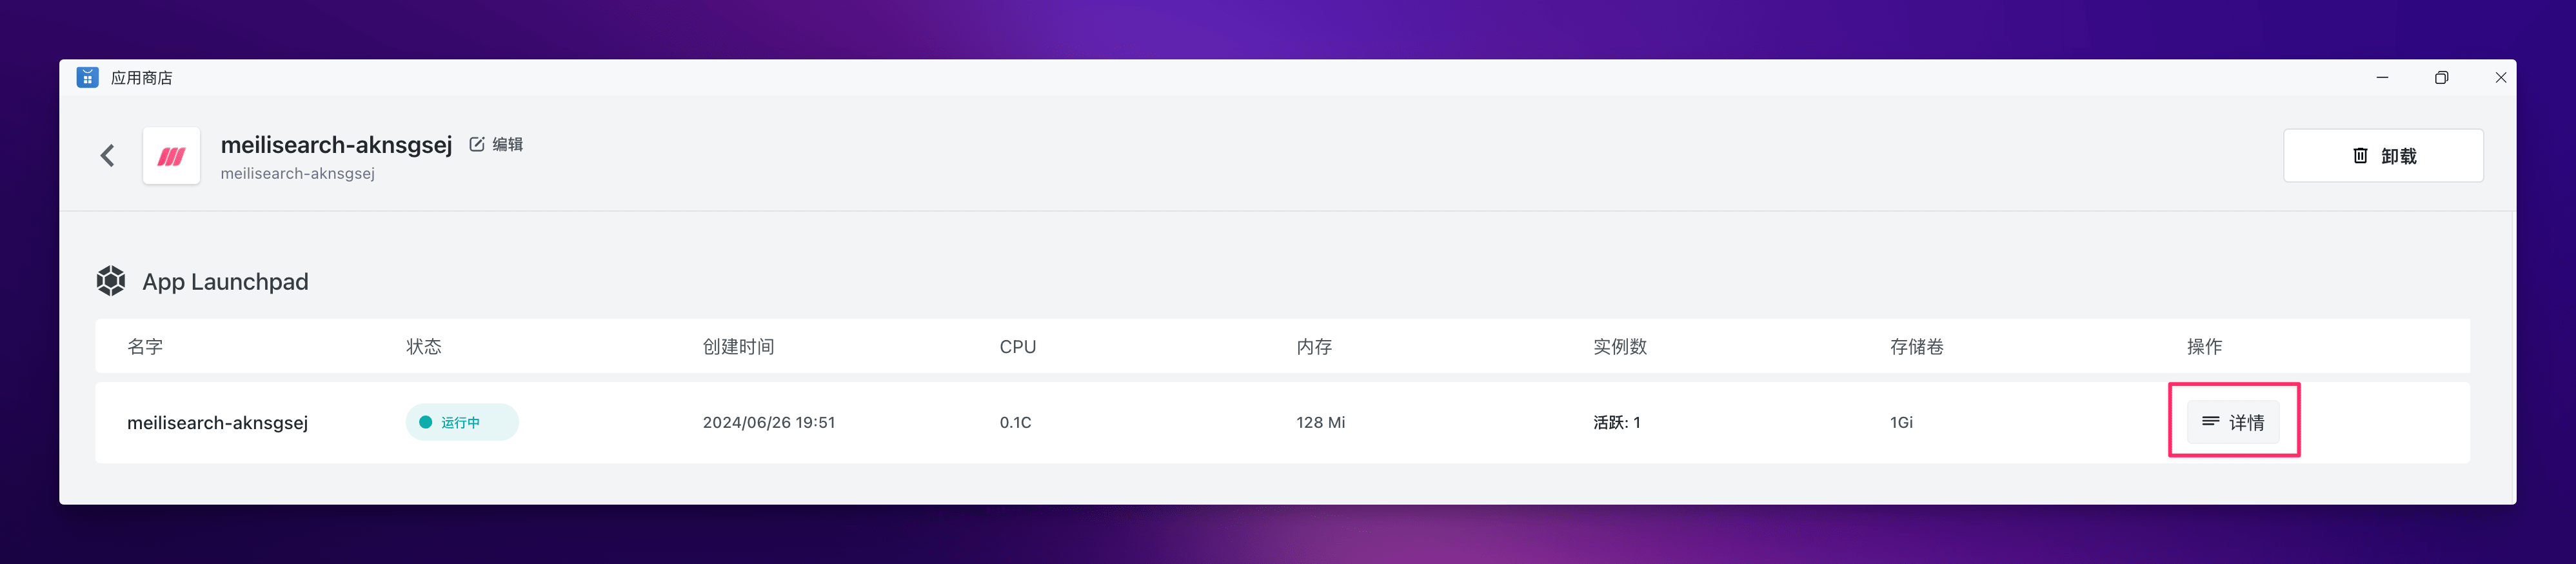 应用商店
meilisearch-aknsgsej 编辑
meilisearch-aknsgsej
卸载
App Launchpad
名字 状态 创建时间 CPU 内存 实例数 存储卷 操作
meilisearch-aknsgsej 运行中 2024/06/26 19:51 0.1C 128 Mi 活跃: 1 1Gi 详情